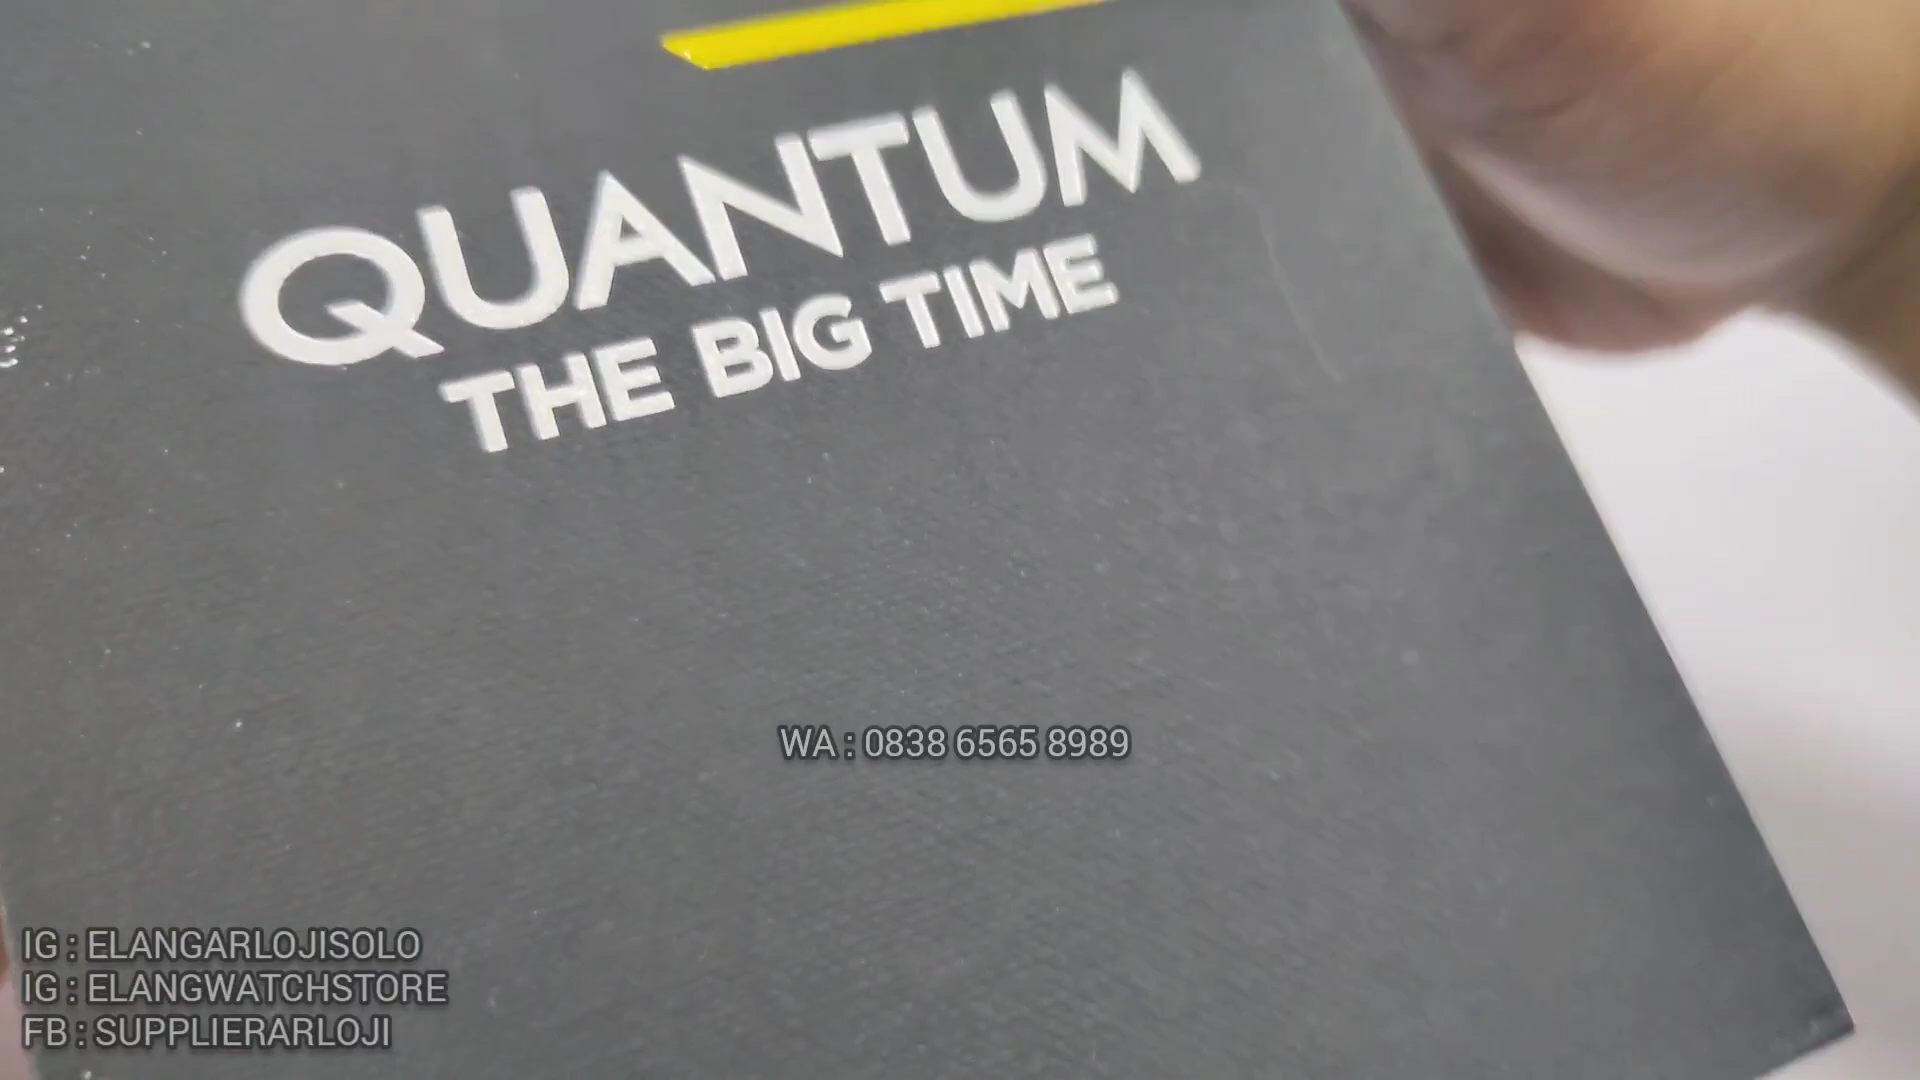 QUANTUM
THE BIG TIME
WA : 0838 6565 8989
IG : ELANGARLOJISOLO
IG : ELANGWATCHSTORE
FB : SUPPLIERARLOJI